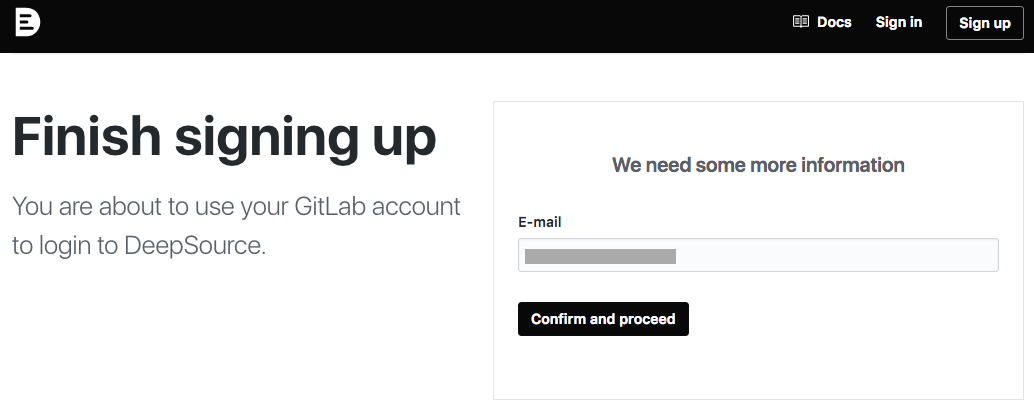 Docs
Sign in
Sign up
Finish signing up
You are about to use your GitLab account
to login to DeepSource.
We need some more information
E-mail
Confirm and proceed